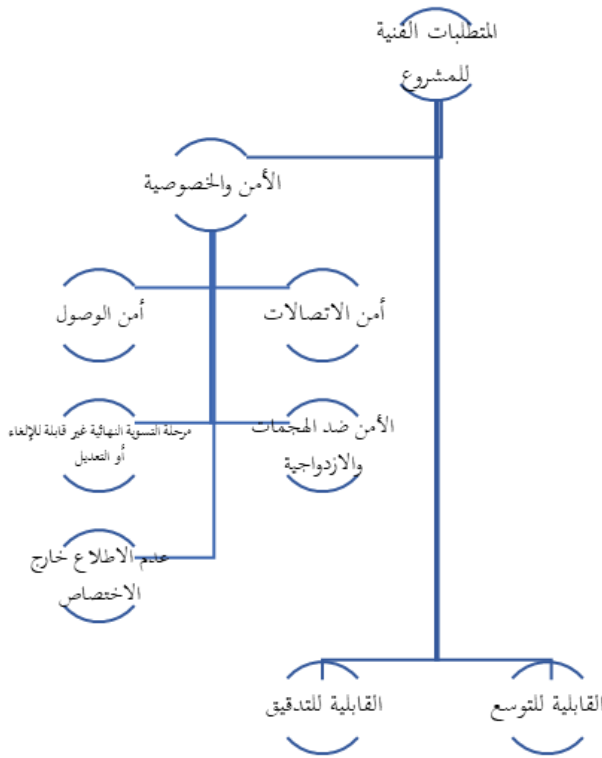 المتطلبات الفنية
للمشروع
الأمن والخصوصية
أمن الاتصالات
أمن الوصول
الأمن ضد الهجمات
والازدواجية
مرحلة التسوية النهائية غير قابلة للإلغاء
أو التعديل
عدم الاطلاع خارج
الاختصاص
القابلية للتوسع
القابلية للتدقيق